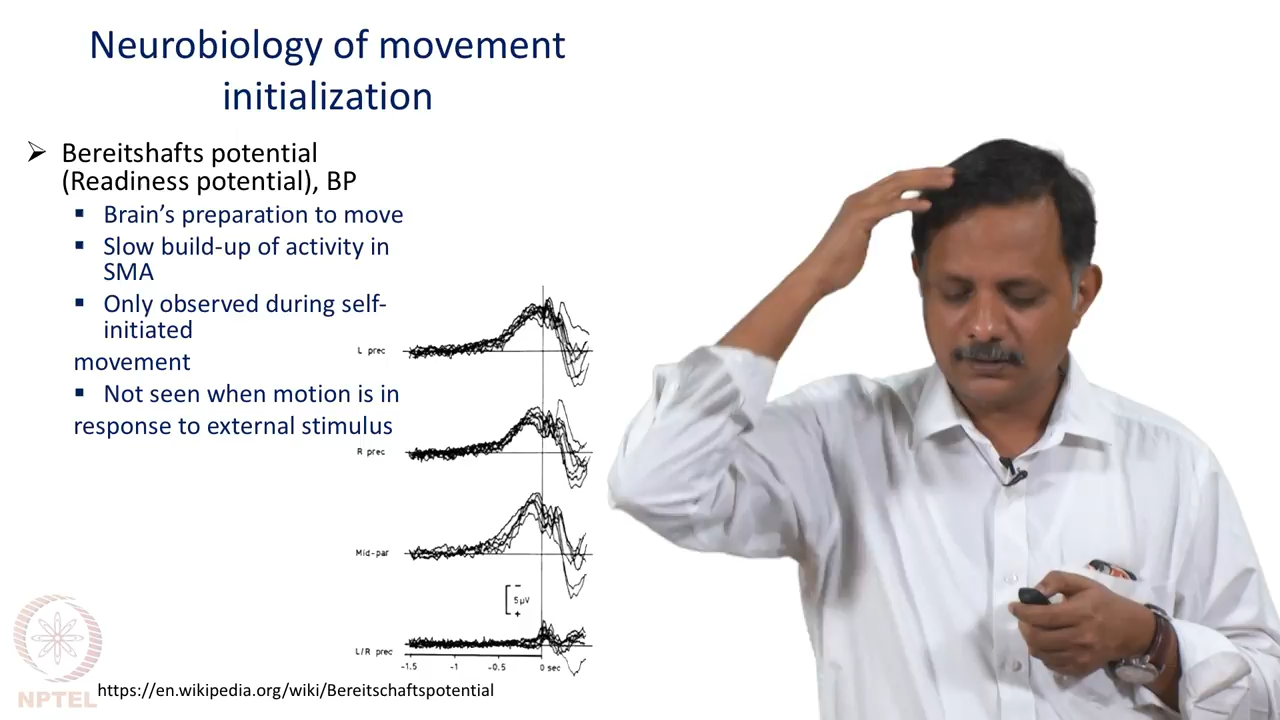 Neurobiology of movement
initialization
➢ Bereitshafts potential
(Readiness potential), BP
▪ Brain’s preparation to move
▪ Slow build-up of activity in
SMA
▪ Only observed during self-
initiated
movement
▪ Not seen when motion is in
response to external stimulus
L prec
R prec
Mid-par
−
5µV
+
L/R prec
-1.5 -1 -0.5 0 sec
https://en.wikipedia.org/wiki/Bereitschaftspotential
NPTEL